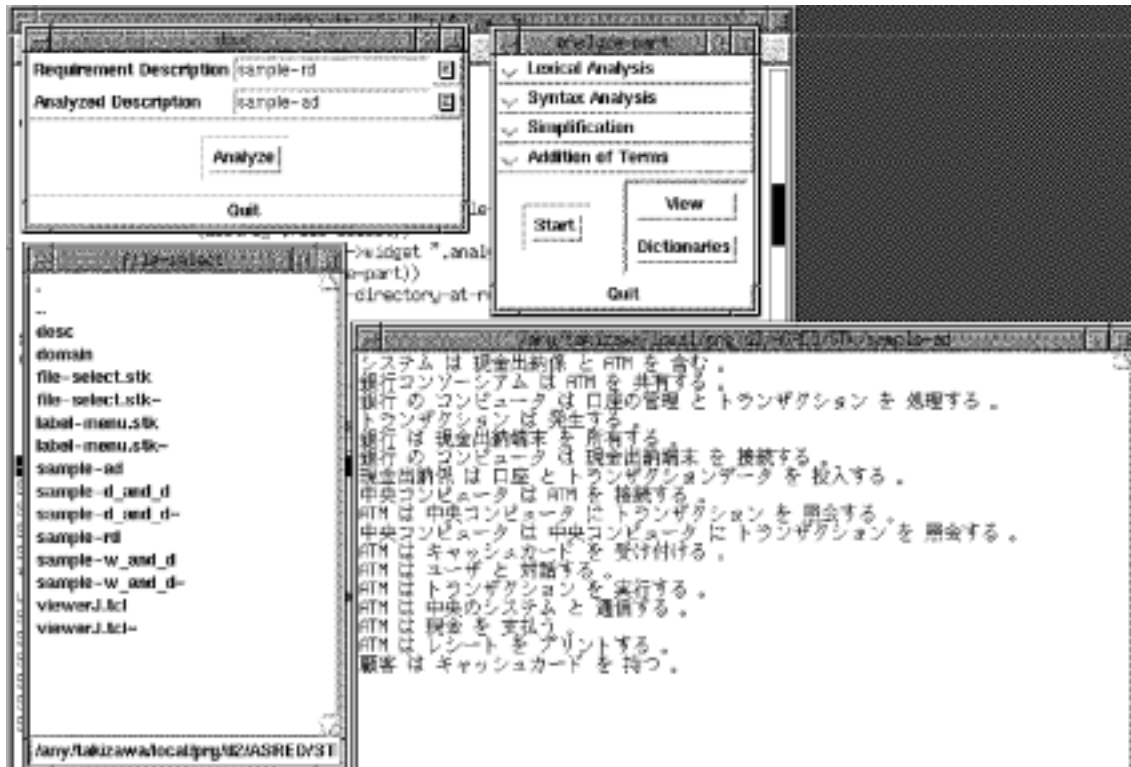 Requirement Description sample-rd
Analyzed Description sample-ad
Analyze
Quit
analyze-part
Lexical Analysis
Syntax Analysis
Simplification
Addition of Terms
Start
View
Dictionaries
Quit
->widget ".analy
e-part))
-directory-at-r
file-select
.
..
desc
domain
file-select.stk
file-select.stk~
label-menu.stk
label-menu.stk~
sample-ad
sample-d_and_d
sample-d_and_d~
sample-rd
sample-w_and_d
sample-w_and_d~
viewerJ.tcl
viewerJ.tcl~
/any/takizawa/local/prg/d2/ASIRED/ST
システム は 現金出納係 と ATM を 含む 。
銀行コンソーシアム は ATM を 共有する 。
銀行 の コンピュータ は 口座の管理 と トランザクション を 処理する 。
トランザクション は 発生する 。
銀行 は 現金出納端末 を 所有する 。
銀行 の コンピュータ は 現金出納端末 を 接続する 。
現金出納係 は 口座 と トランザクションデータ を 投入する 。
中央コンピュータ は ATM を 接続する 。
ATM は 中央コンピュータ に トランザクション を 照会する 。
中央コンピュータ は 中央コンピュータ に トランザクション を 照会する 。
ATM は キャッシュカード を 受け付ける 。
ATM は ユーザ と 対話する 。
ATM は トランザクション を 実行する 。
ATM は 中央のシステム と 通信する 。
ATM は 現金 を 支払う 。
ATM は レシート を プリントする 。
顧客 は キャッシュカード を 持つ 。